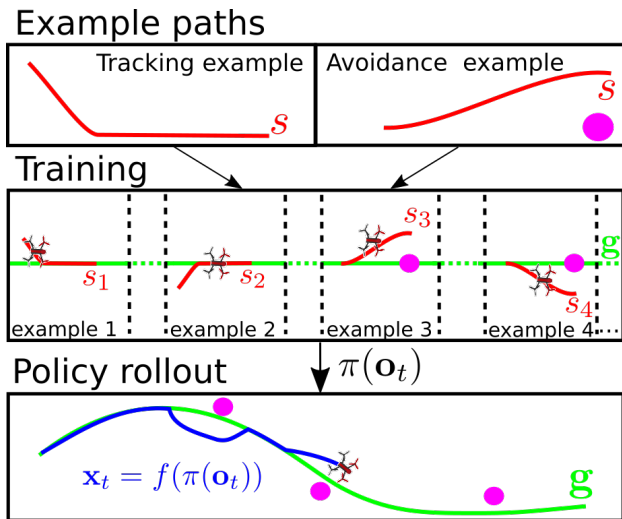 Example paths
Tracking example
Avoidance example
s
s
Training
s₁
s₂
s₃
s₄
g
example 1
example 2
example 3
example 4
...
Policy rollout
π(oₜ)
xₜ = f(π(oₜ))
g